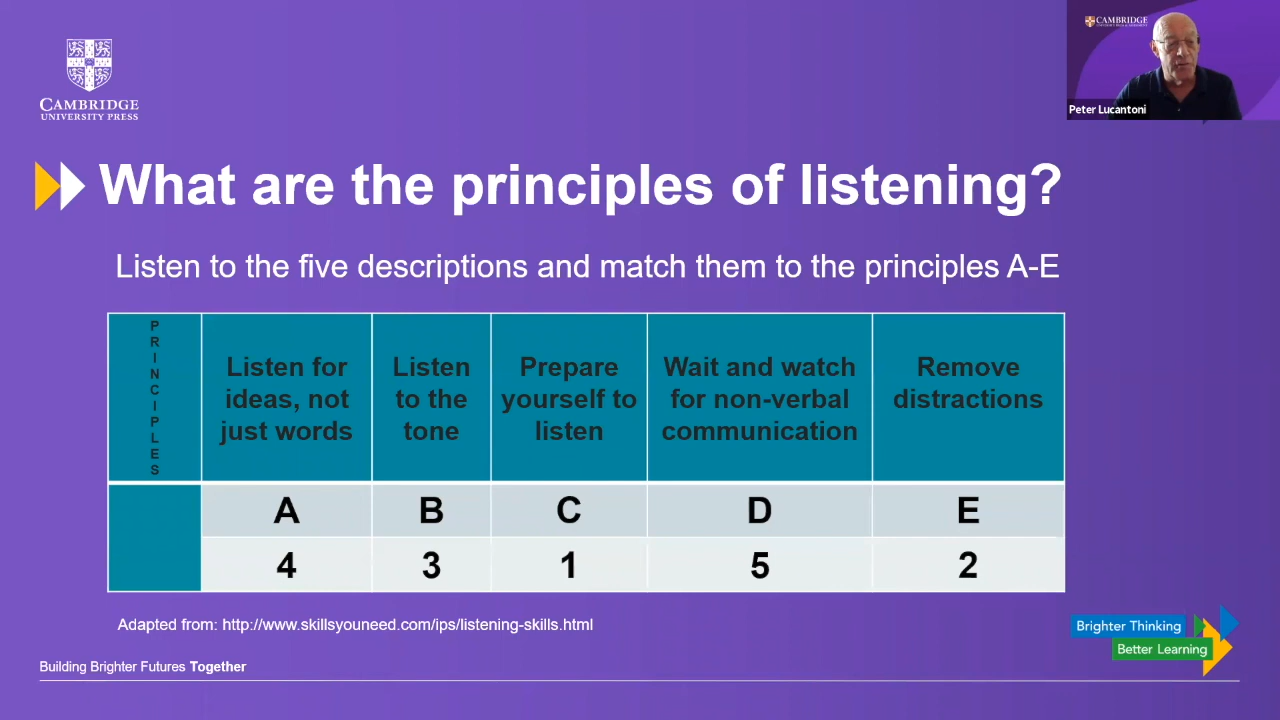 CAMBRIDGE
UNIVERSITY PRESS
CAMBRIDGE
Peter Lucantoni
What are the principles of listening?
Listen to the five descriptions and match them to the principles A-E
PRINCIPLES
Listen for
ideas, not
just words
Listen
to the
tone
Prepare
yourself to
listen
Wait and watch
for non-verbal
communication
Remove
distractions
A B C D E
4 3 1 5 2
Adapted from: http://www.skillsyouneed.com/ips/listening-skills.html
Brighter Thinking
Better Learning
Building Brighter Futures Together